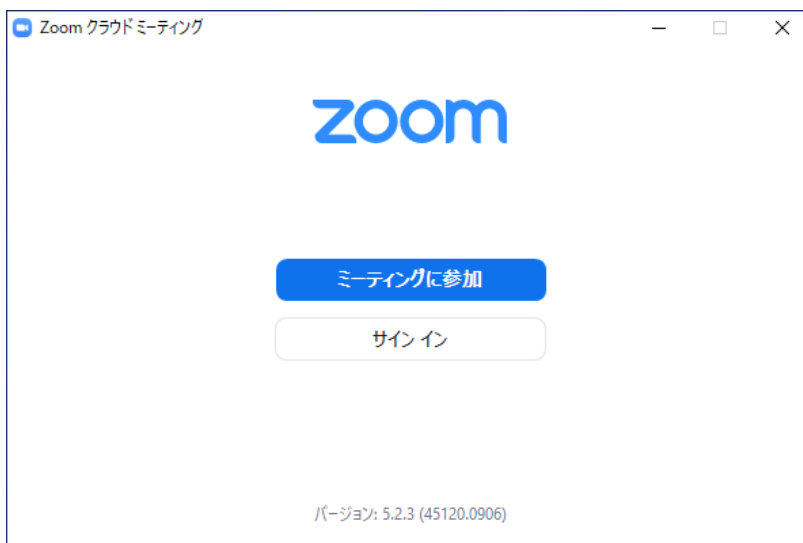 Zoom クラウド ミーティング
zoom
ミーティングに参加
サイン イン
バージョン: 5.2.3 (45120.0906)